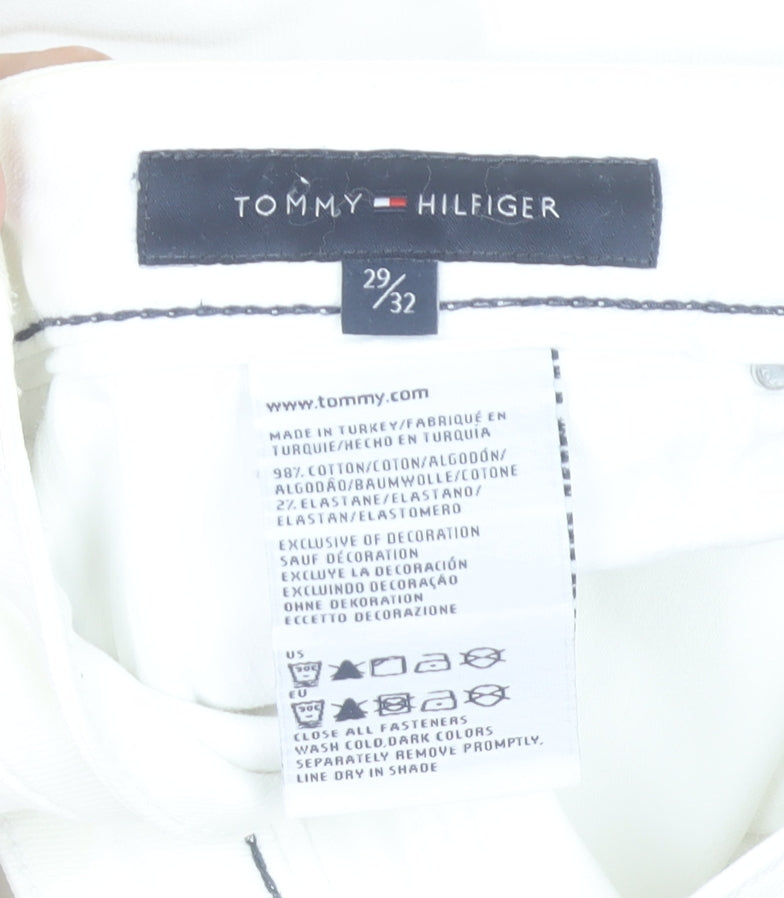 TOMMY HILFIGER
29/32
www.tommy.com
MADE IN TURKEY/FABRIQUÉ EN
TURQUIE/HECHO EN TURQUÍA
98% COTTON/COTON/ALGODÓN/
ALGODÃO/BAUMWOLLE/COTONE
2% ELASTANE/ELASTANO/
ELASTAN/ELASTOMERO
EXCLUSIVE OF DECORATION
SAUF DÉCORATION
EXCLUYE LA DECORACIÓN
EXCLUINDO DECORAÇÃO
OHNE DEKORATION
ECCETTO DECORAZIONE
US
30C
EU
30C
CLOSE ALL FASTENERS
WASH COLD,DARK COLORS
SEPARATELY REMOVE PROMPTLY.
LINE DRY IN SHADE